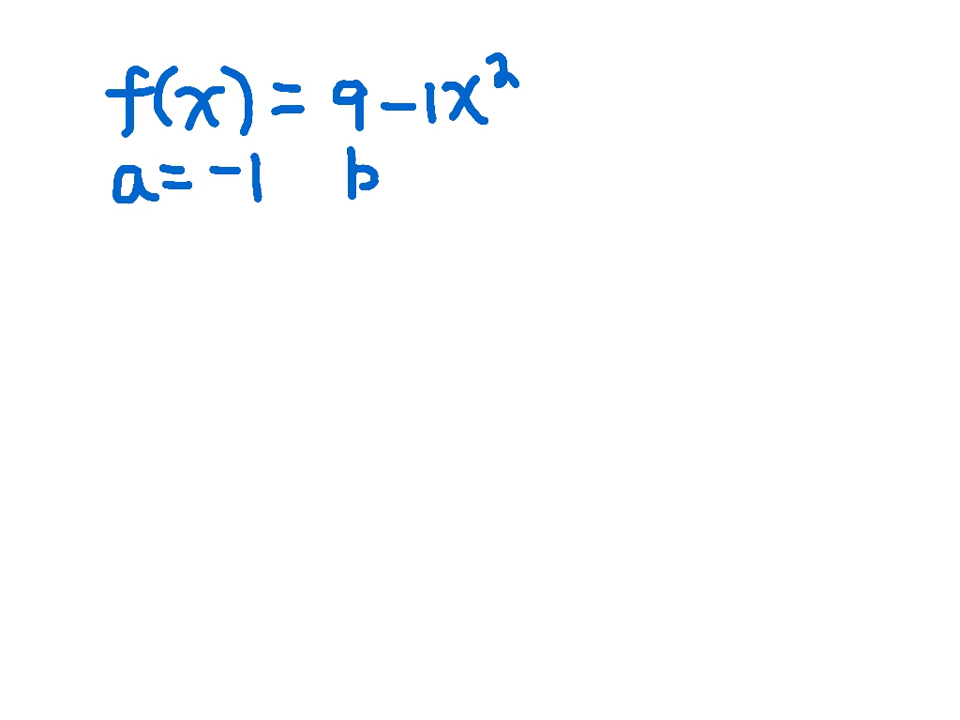 f(x) = 9 - 1x²
a = -1 b